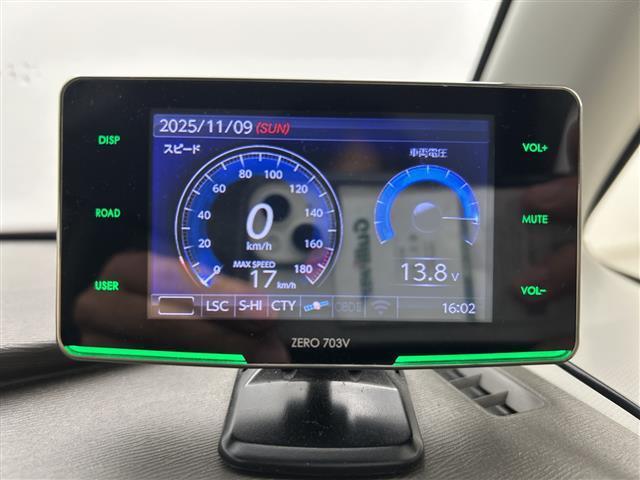 2025/11/09 (SUN)
DISP
ROAD
USER
スピード
0
20
40
60
80
100
120
140
160
180
0
km/h
MAX SPEED
17 km/h
車両電圧
13.8 V
LSC S-HI CTY OBDII 16:02
VOL+
MUTE
VOL-
ZERO 703V